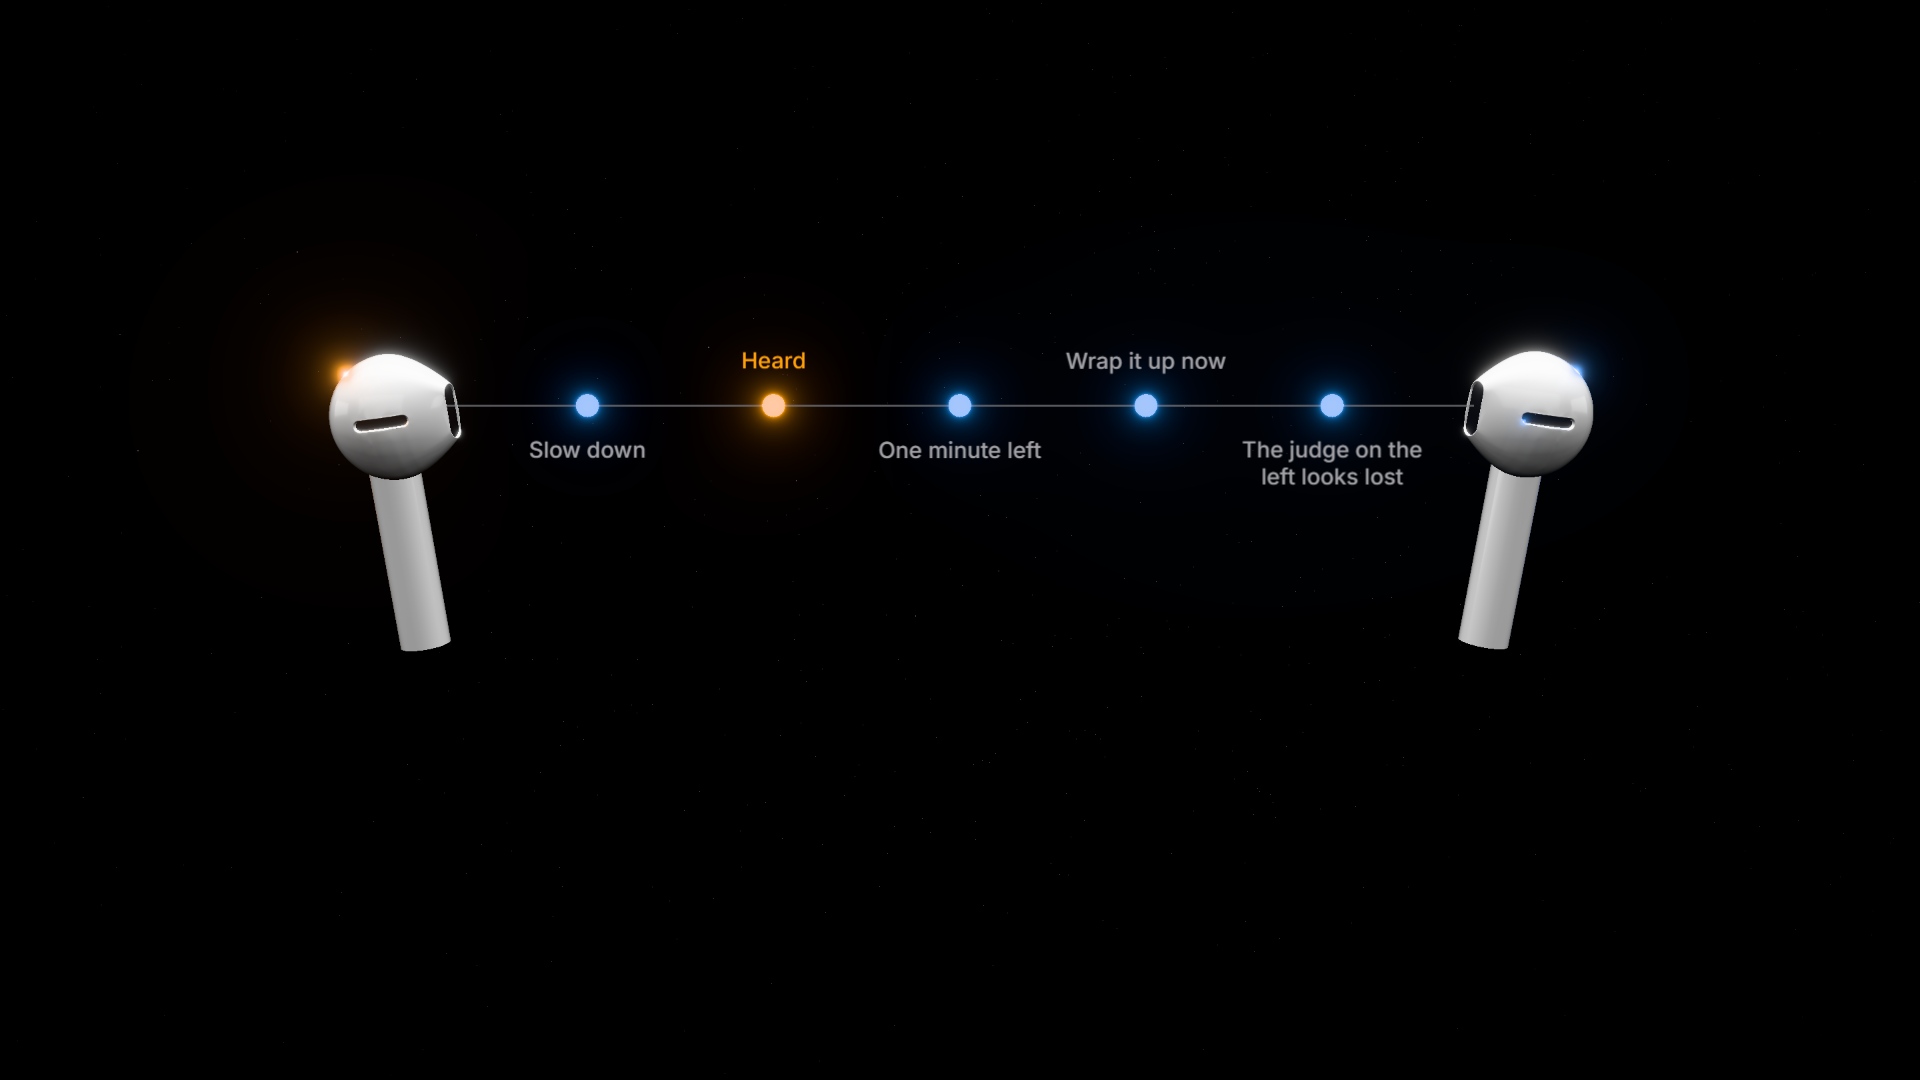 Heard
Wrap it up now
Slow down
One minute left
The judge on the
left looks lost